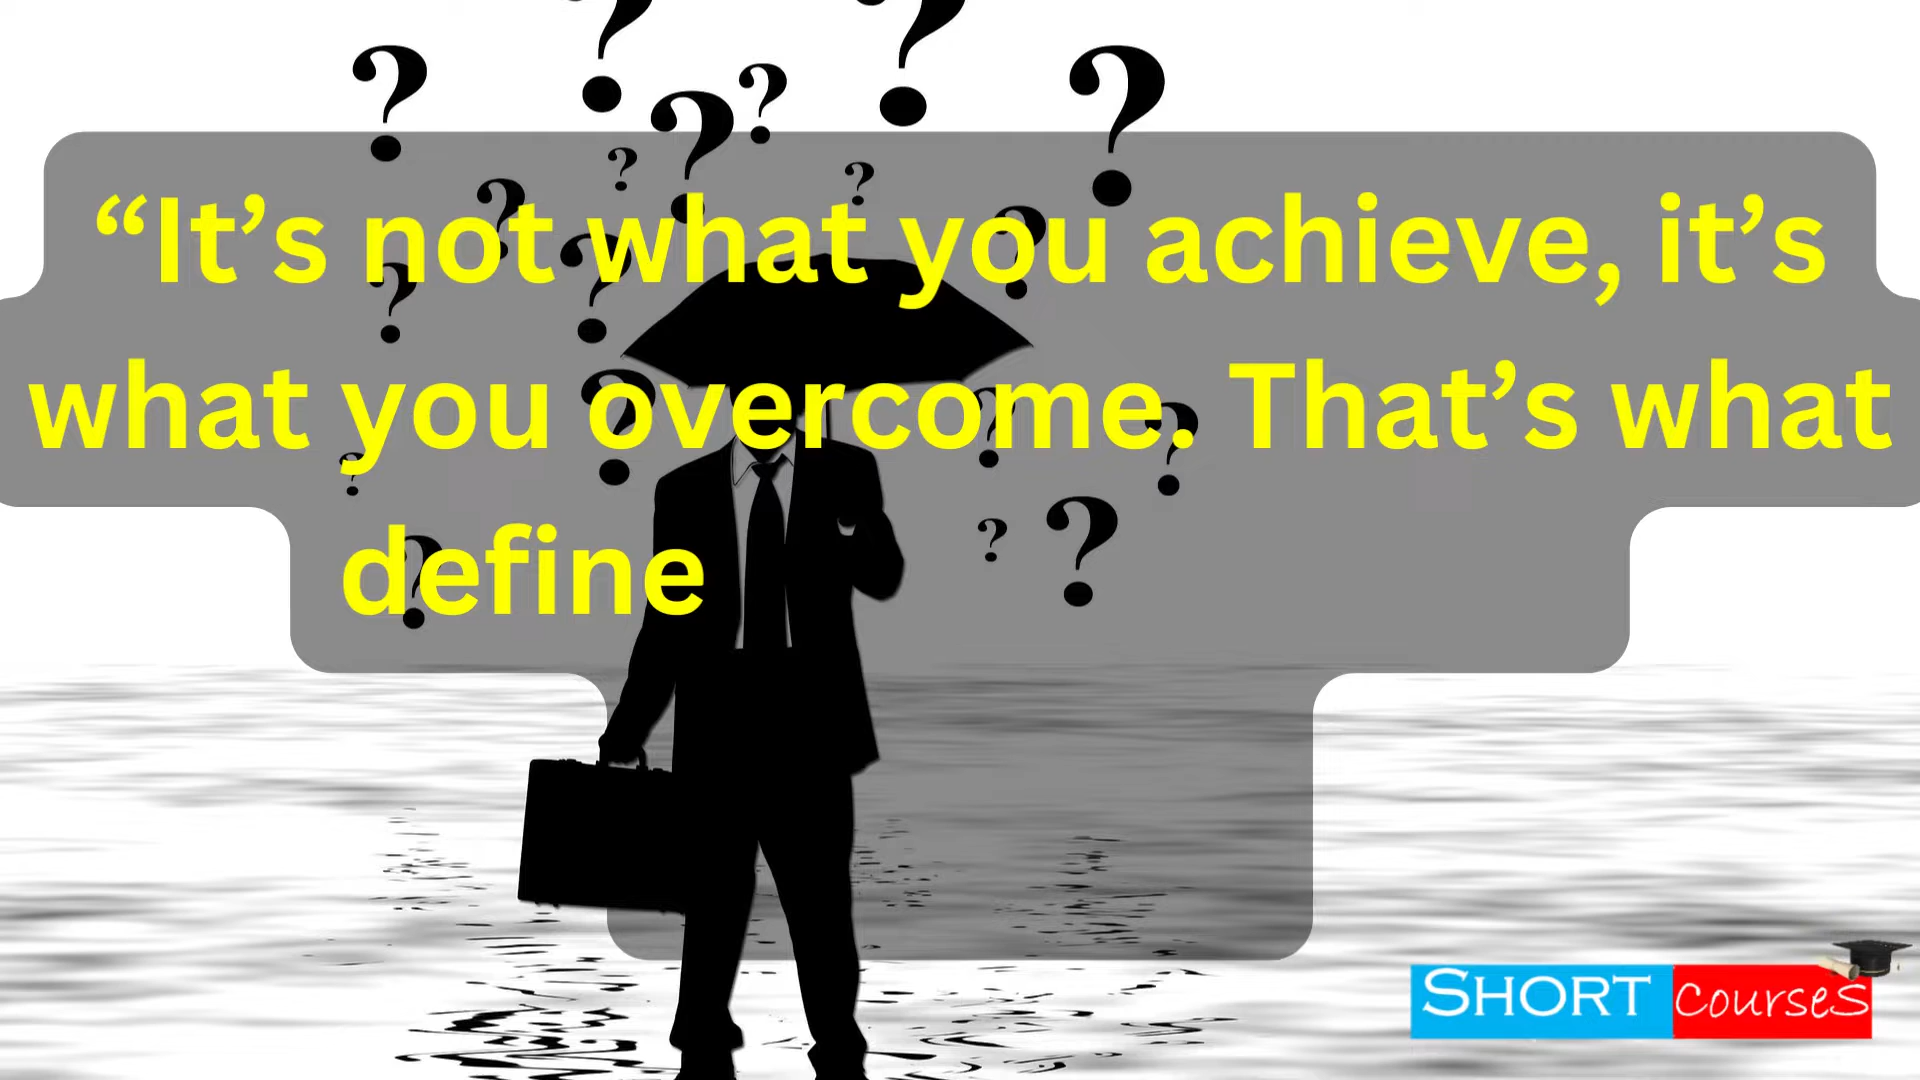 “It’s not what you achieve, it’s
what you overcome. That’s what
define
SHORT courses